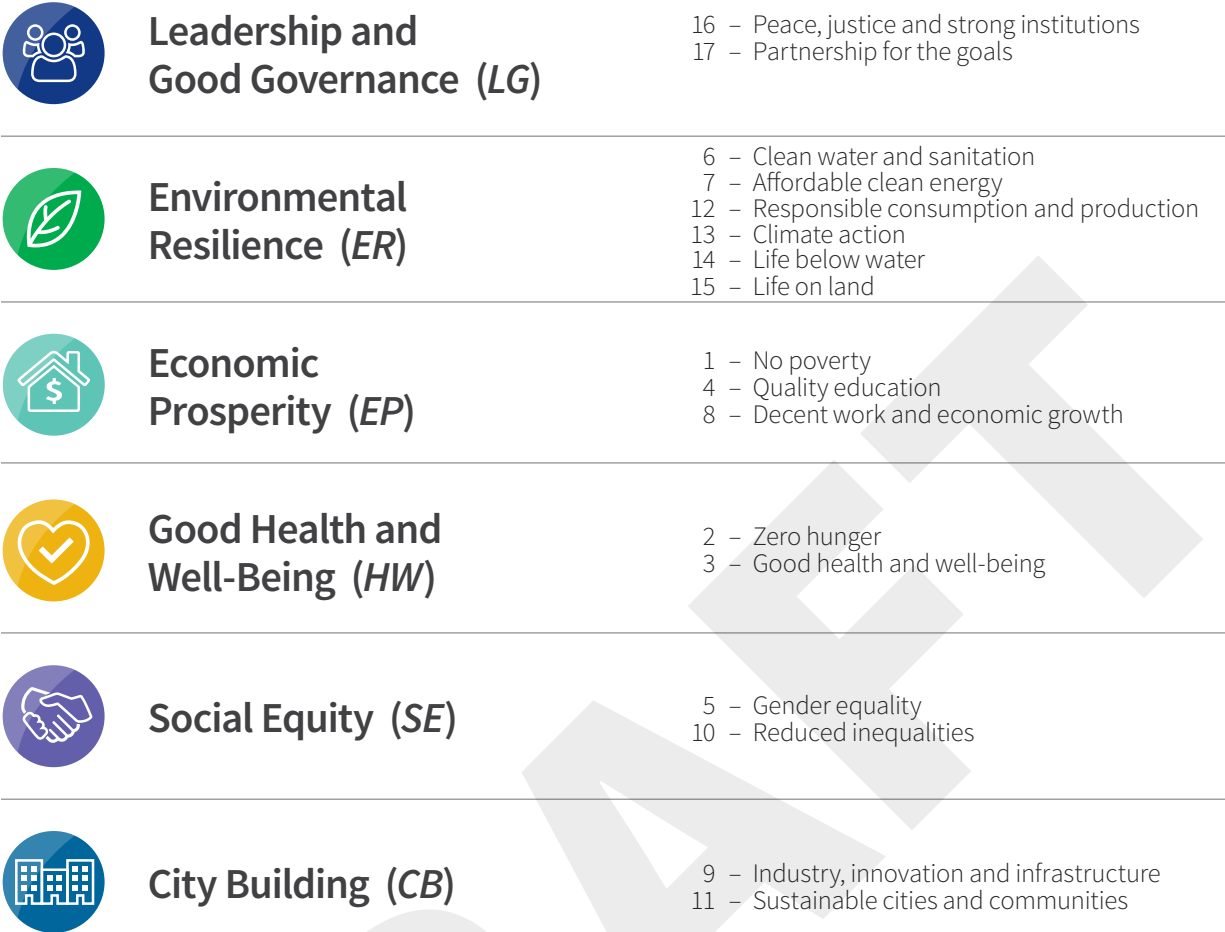 Leadership and
Good Governance (LG)
16 – Peace, justice and strong institutions
17 – Partnership for the goals
Environmental
Resilience (ER)
6 – Clean water and sanitation
7 – Affordable clean energy
12 – Responsible consumption and production
13 – Climate action
14 – Life below water
15 – Life on land
Economic
Prosperity (EP)
$
1 – No poverty
4 – Quality education
8 – Decent work and economic growth
Good Health and
Well-Being (HW)
2 – Zero hunger
3 – Good health and well-being
Social Equity (SE)
5 – Gender equality
10 – Reduced inequalities
City Building (CB)
9 – Industry, innovation and infrastructure
11 – Sustainable cities and communities
AFT